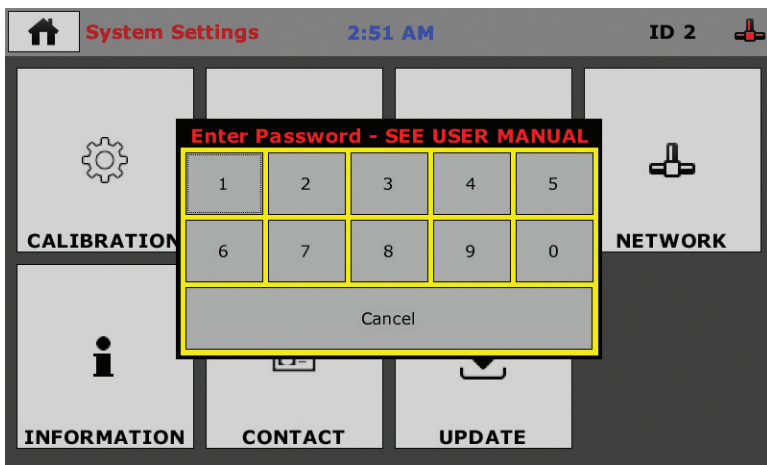 System Settings 2:51 AM ID 2
Enter Password - SEE USER MANUAL
1 2 3 4 5
CALIBRATION NETWORK
6 7 8 9 0
Cancel
INFORMATION CONTACT UPDATE